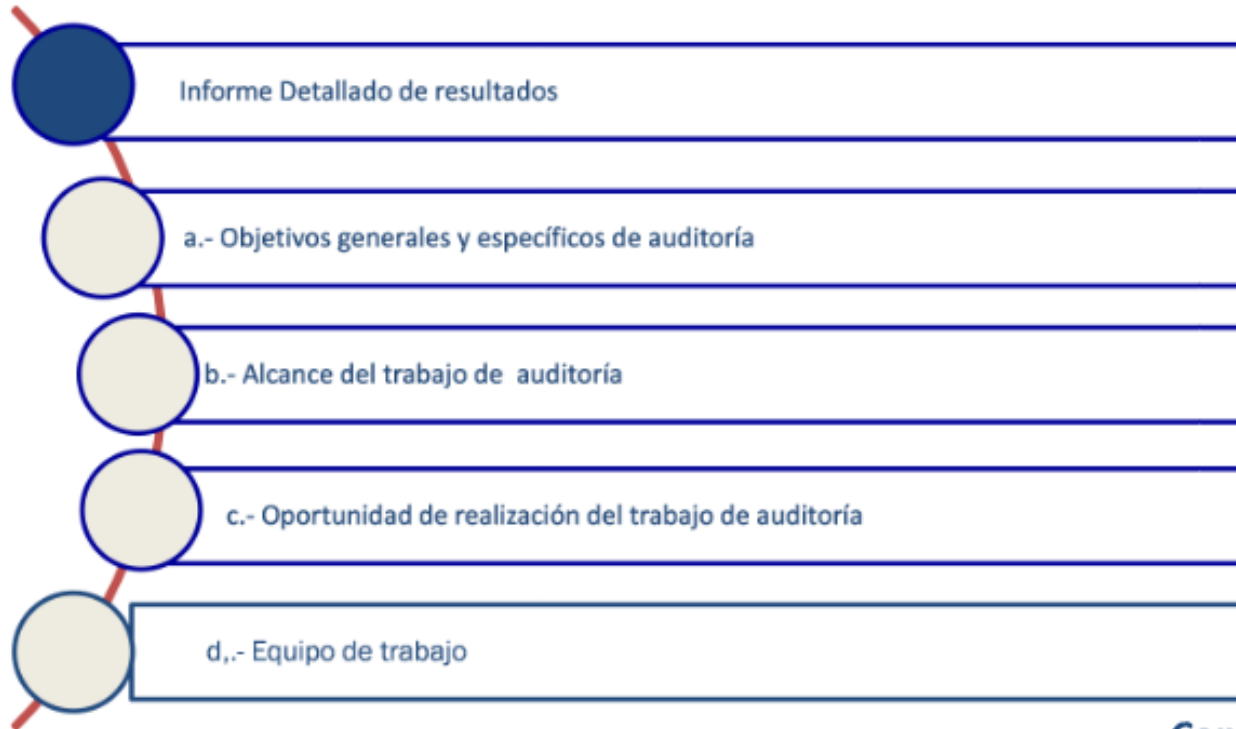 Informe Detallado de resultados
a.- Objetivos generales y específicos de auditoría
b.- Alcance del trabajo de auditoría
c.- Oportunidad de realización del trabajo de auditoría
d,.- Equipo de trabajo